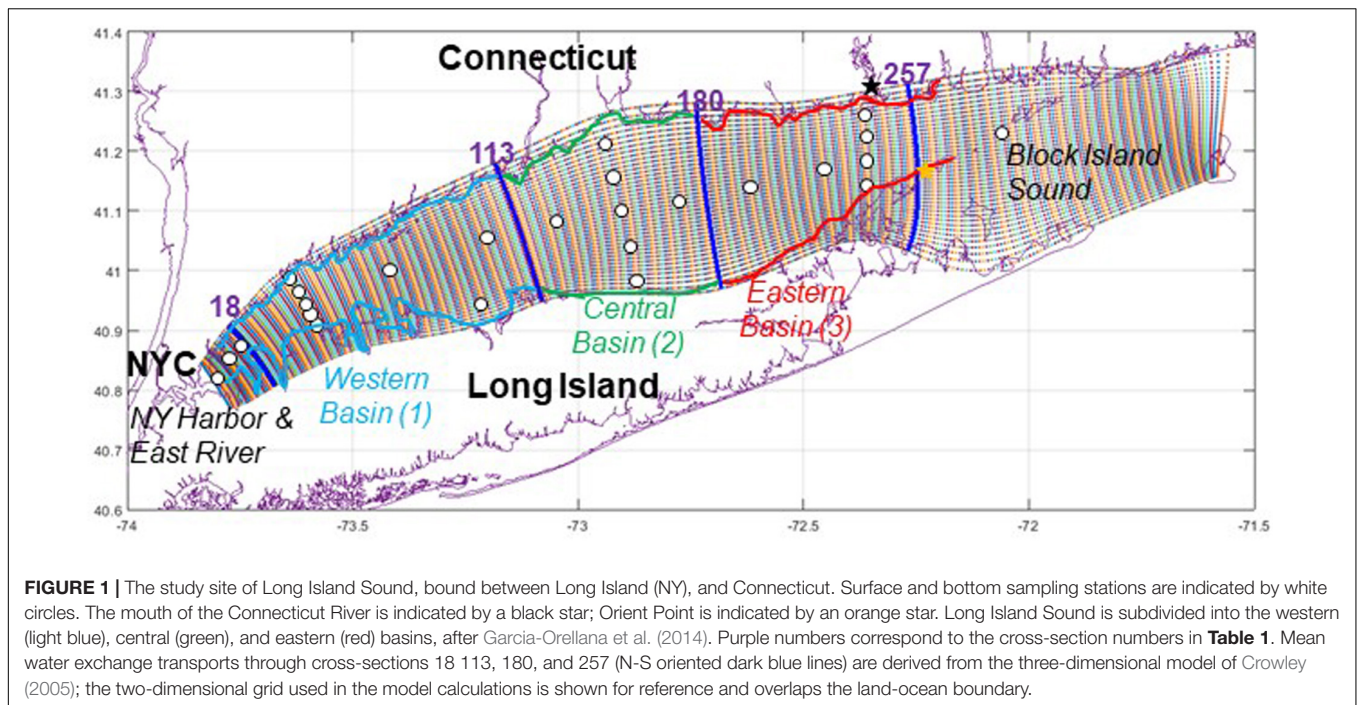 41.4
41.3
41.2
41.1
41
40.9
40.8
40.7
40.6
-74
-73.5
-73
-72.5
-72
-71.5
Connecticut
257
180
113
18
Block Island
Sound
Eastern
Basin (3)
Central
Basin (2)
Western
Basin (1)
NYC
Long Island
NY Harbor &
East River
FIGURE 1 | The study site of Long Island Sound, bound between Long Island (NY), and Connecticut. Surface and bottom sampling stations are indicated by white
circles. The mouth of the Connecticut River is indicated by a black star; Orient Point is indicated by an orange star. Long Island Sound is subdivided into the western
(light blue), central (green), and eastern (red) basins, after Garcia-Orellana et al. (2014). Purple numbers correspond to the cross-section numbers in Table 1. Mean
water exchange transports through cross-sections 18 113, 180, and 257 (N-S oriented dark blue lines) are derived from the three-dimensional model of Crowley
(2005); the two-dimensional grid used in the model calculations is shown for reference and overlaps the land-ocean boundary.